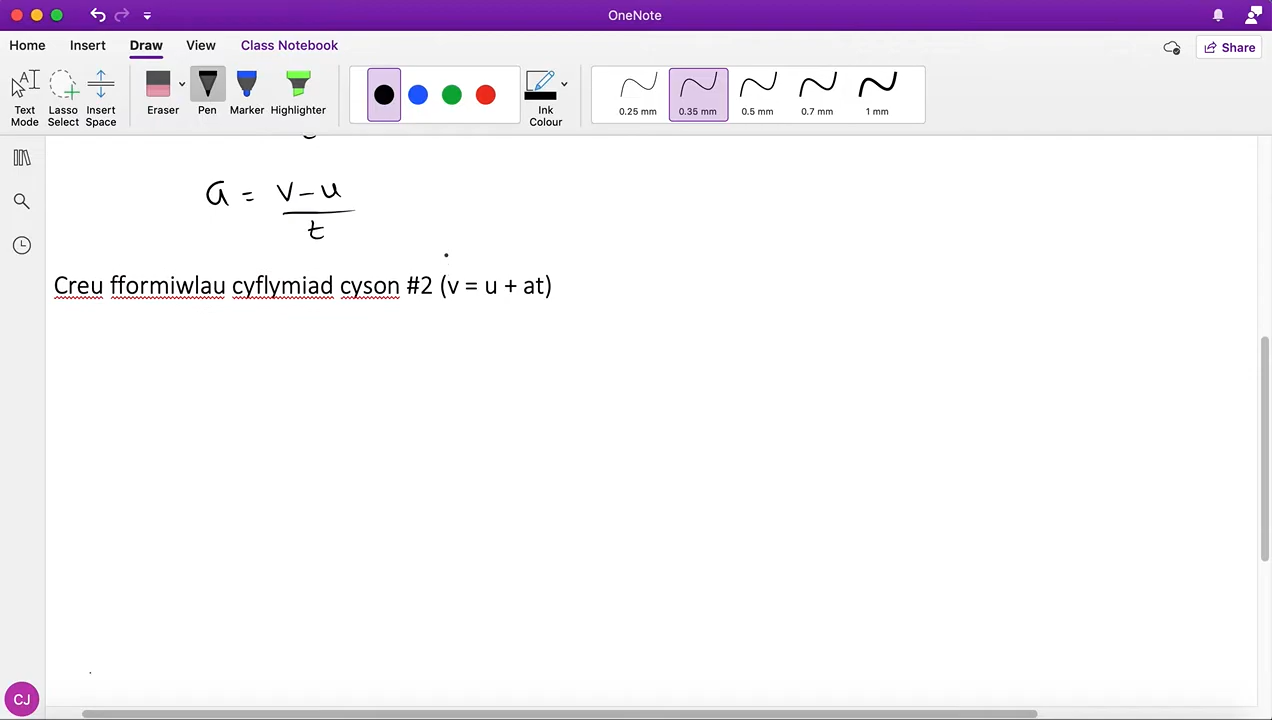 OneNote
Home Insert Draw View Class Notebook
Share
Text Mode
Lasso Select
Insert Space
Eraser
Pen
Marker
Highlighter
Ink Colour
0.25 mm
0.35 mm
0.5 mm
0.7 mm
1 mm
a = v - u
t
Creu fformiwlau cyflymiad cyson #2 (v = u + at)
CJ